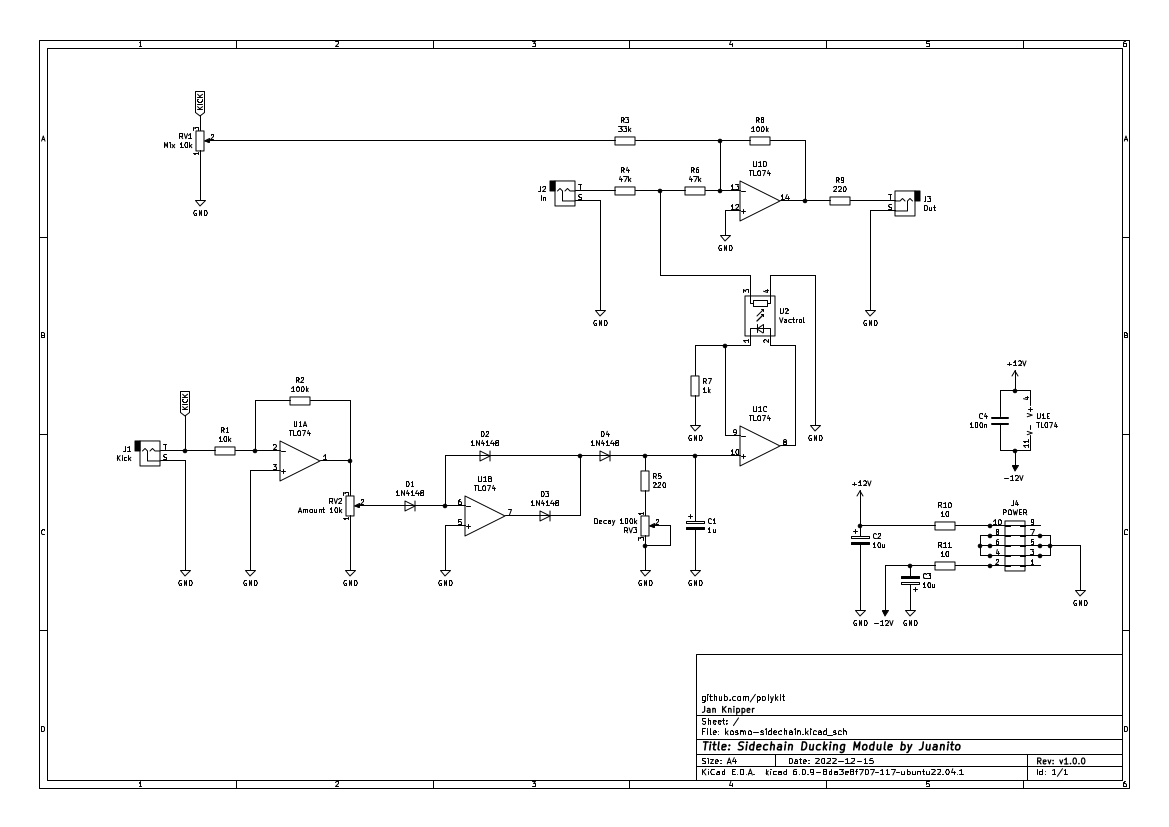 1 2 3 4 5 6
A A
KICK
3
RV1
Mix 10k
2
1
GND
R3
33k
R8
100k
U1D
TL074
J2
In
T
S
R4
47k
R6
47k
13
12
14
R9
220
T
S
J3
Out
GND
GND
GND
3 4
U2
Vactrol
1 2
B B
R7
1k
GND
GND
U1C
TL074
9
10
8
+12V
C4
100n
4
V+
V-
11
U1E
TL074
-12V
KICK
R2
100k
J1
Kick
T
S
R1
10k
U1A
TL074
2
3
1
RV2
Amount 10k
3
2
1
D1
1N4148
D2
1N4148
U1B
TL074
6
5
7
D3
1N4148
D4
1N4148
R5
220
Decay 100k
RV3
1
2
3
C1
1u
C C
GND
GND
GND
GND
GND
GND
+12V
C2
10u
R10
10
R11
10
C3
10u
J4
POWER
10 9
8 7
6 5
4 3
2 1
GND
GND -12V GND
D D
github.com/polykit
Jan Knipper
Sheet: /
File: kosmo-sidechain.kicad_sch
Title: Sidechain Ducking Module by Juanito
Size: A4 Date: 2022-12-15 Rev: v1.0.0
KiCad E.D.A. kicad 6.0.9-8da3e8f707-117-ubuntu22.04.1 Id: 1/1
1 2 3 4 5 6